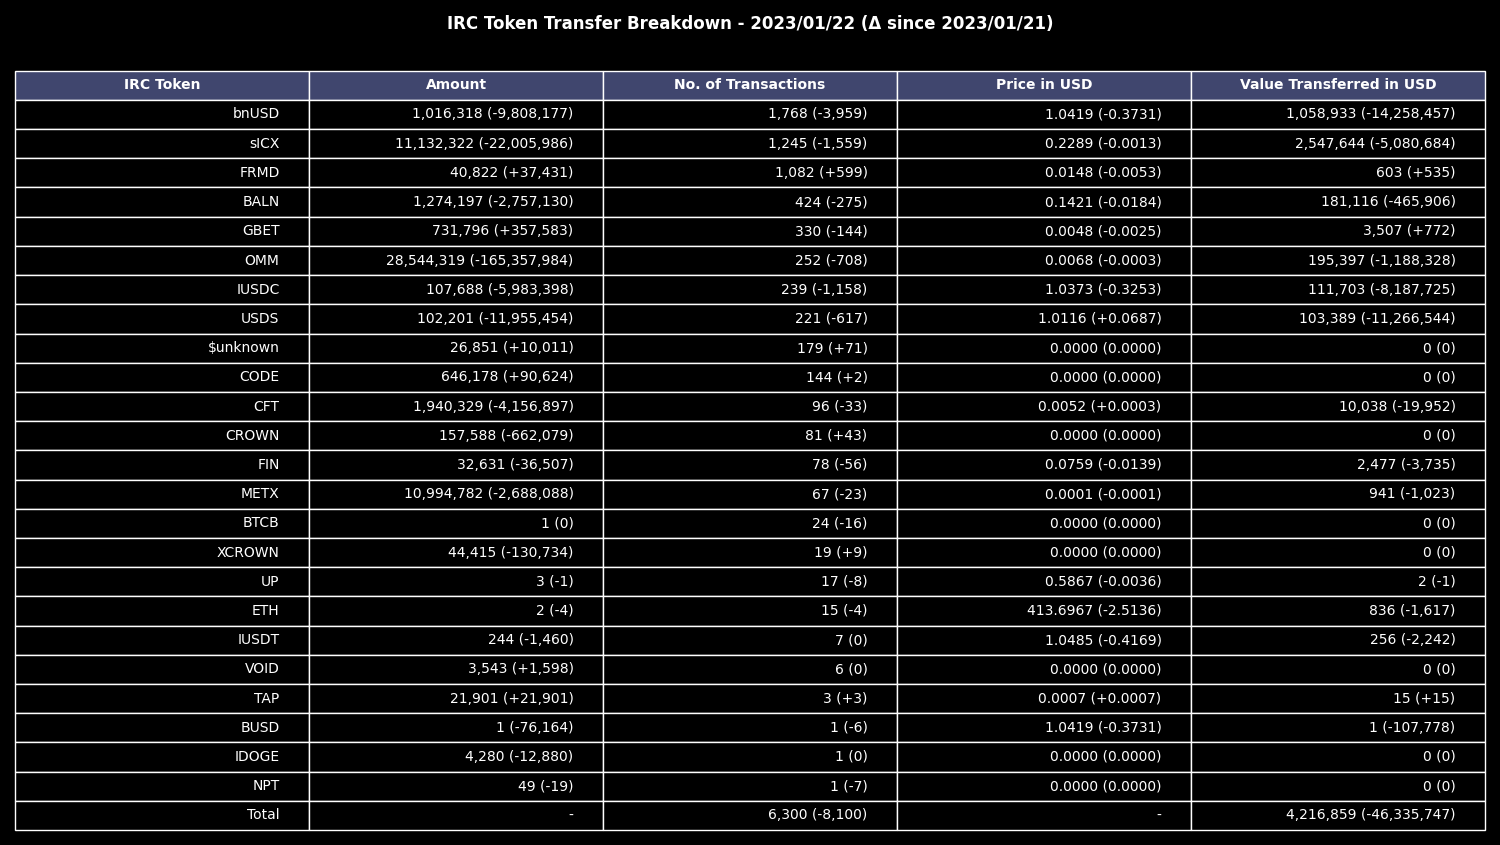 IRC Token Transfer Breakdown - 2023/01/22 (Δ since 2023/01/21)
IRC Token Amount No. of Transactions Price in USD Value Transferred in USD
bnUSD 1,016,318 (-9,808,177) 1,768 (-3,959) 1.0419 (-0.3731) 1,058,933 (-14,258,457)
sICX 11,132,322 (-22,005,986) 1,245 (-1,559) 0.2289 (-0.0013) 2,547,644 (-5,080,684)
FRMD 40,822 (+37,431) 1,082 (+599) 0.0148 (-0.0053) 603 (+535)
BALN 1,274,197 (-2,757,130) 424 (-275) 0.1421 (-0.0184) 181,116 (-465,906)
GBET 731,796 (+357,583) 330 (-144) 0.0048 (-0.0025) 3,507 (+772)
OMM 28,544,319 (-165,357,984) 252 (-708) 0.0068 (-0.0003) 195,397 (-1,188,328)
IUSDC 107,688 (-5,983,398) 239 (-1,158) 1.0373 (-0.3253) 111,703 (-8,187,725)
USDS 102,201 (-11,955,454) 221 (-617) 1.0116 (+0.0687) 103,389 (-11,266,544)
$unknown 26,851 (+10,011) 179 (+71) 0.0000 (0.0000) 0 (0)
CODE 646,178 (+90,624) 144 (+2) 0.0000 (0.0000) 0 (0)
CFT 1,940,329 (-4,156,897) 96 (-33) 0.0052 (+0.0003) 10,038 (-19,952)
CROWN 157,588 (-662,079) 81 (+43) 0.0000 (0.0000) 0 (0)
FIN 32,631 (-36,507) 78 (-56) 0.0759 (-0.0139) 2,477 (-3,735)
METX 10,994,782 (-2,688,088) 67 (-23) 0.0001 (-0.0001) 941 (-1,023)
BTCB 1 (0) 24 (-16) 0.0000 (0.0000) 0 (0)
XCROWN 44,415 (-130,734) 19 (+9) 0.0000 (0.0000) 0 (0)
UP 3 (-1) 17 (-8) 0.5867 (-0.0036) 2 (-1)
ETH 2 (-4) 15 (-4) 413.6967 (-2.5136) 836 (-1,617)
IUSDT 244 (-1,460) 7 (0) 1.0485 (-0.4169) 256 (-2,242)
VOID 3,543 (+1,598) 6 (0) 0.0000 (0.0000) 0 (0)
TAP 21,901 (+21,901) 3 (+3) 0.0007 (+0.0007) 15 (+15)
BUSD 1 (-76,164) 1 (-6) 1.0419 (-0.3731) 1 (-107,778)
IDOGE 4,280 (-12,880) 1 (0) 0.0000 (0.0000) 0 (0)
NPT 49 (-19) 1 (-7) 0.0000 (0.0000) 0 (0)
Total - 6,300 (-8,100) - 4,216,859 (-46,335,747)